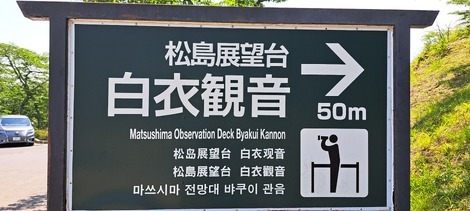 松島展望台
白衣観音
50m
Matsushima Observation Deck Byakui Kannon
松岛展望台 白衣观音
松島展望台 白衣觀音
마쓰시마 전망대 뱌쿠이 관음